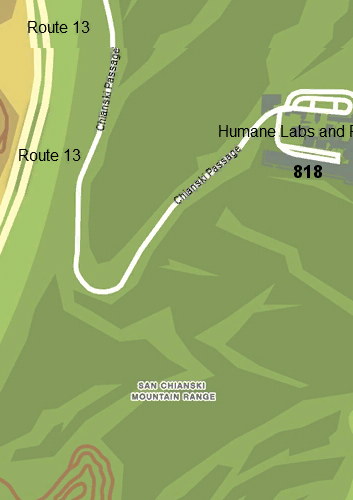 Route 13
Chianski Passage
Humane Labs and R
Route 13
818
Chianski Passage
SAN CHIANSKI
MOUNTAIN RANGE